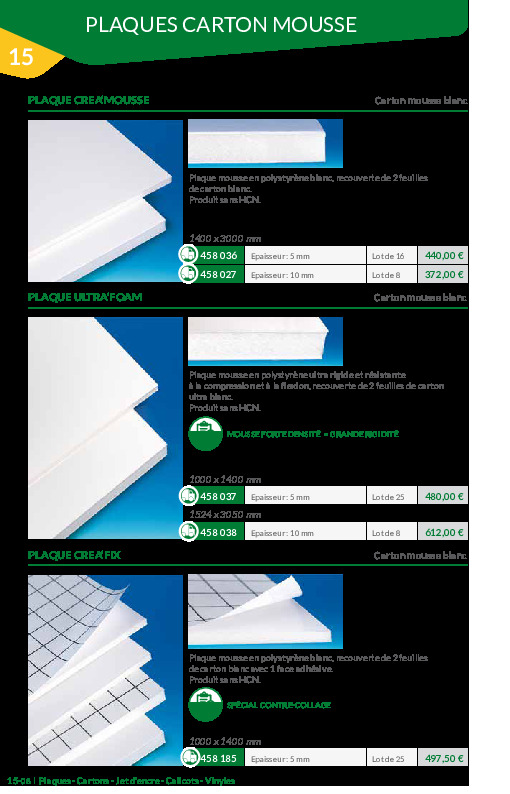 PLAQUES CARTON MOUSSE
15
PLAQUE CREA'MOUSSE
Carton mousse blanc
Plaque mousse en polystyrène blanc, recouverte de 2 feuilles
de carton blanc.
Produit sans HCN.
1400 x 3000 mm
458 036 Epaisseur : 5 mm Lot de 16 440,00 €
458 027 Epaisseur : 10 mm Lot de 8 372,00 €
PLAQUE ULTRA'FOAM
Carton mousse blanc
Plaque mousse en polystyrène ultra rigide et résistante
à la compression et à la flexion, recouverte de 2 feuilles de carton
ultra blanc.
Produit sans HCN.
MOUSSE FORTE DENSITÉ - GRANDE RIGIDITÉ
1000 x 1400 mm
458 037 Epaisseur : 5 mm Lot de 25 480,00 €
1524 x 3050 mm
458 038 Epaisseur : 10 mm Lot de 8 612,00 €
PLAQUE CREA'FIX
Carton mousse blanc
Plaque mousse en polystyrène blanc, recouverte de 2 feuilles
de carton blanc avec 1 face adhésive.
Produit sans HCN.
SPÉCIAL CONTRE-COLLAGE
1000 x 1400 mm
458 185 Epaisseur : 5 mm Lot de 25 497,50 €
15-06 | Plaques - Cartons - Jet d'encre - Calicots - Vinyles